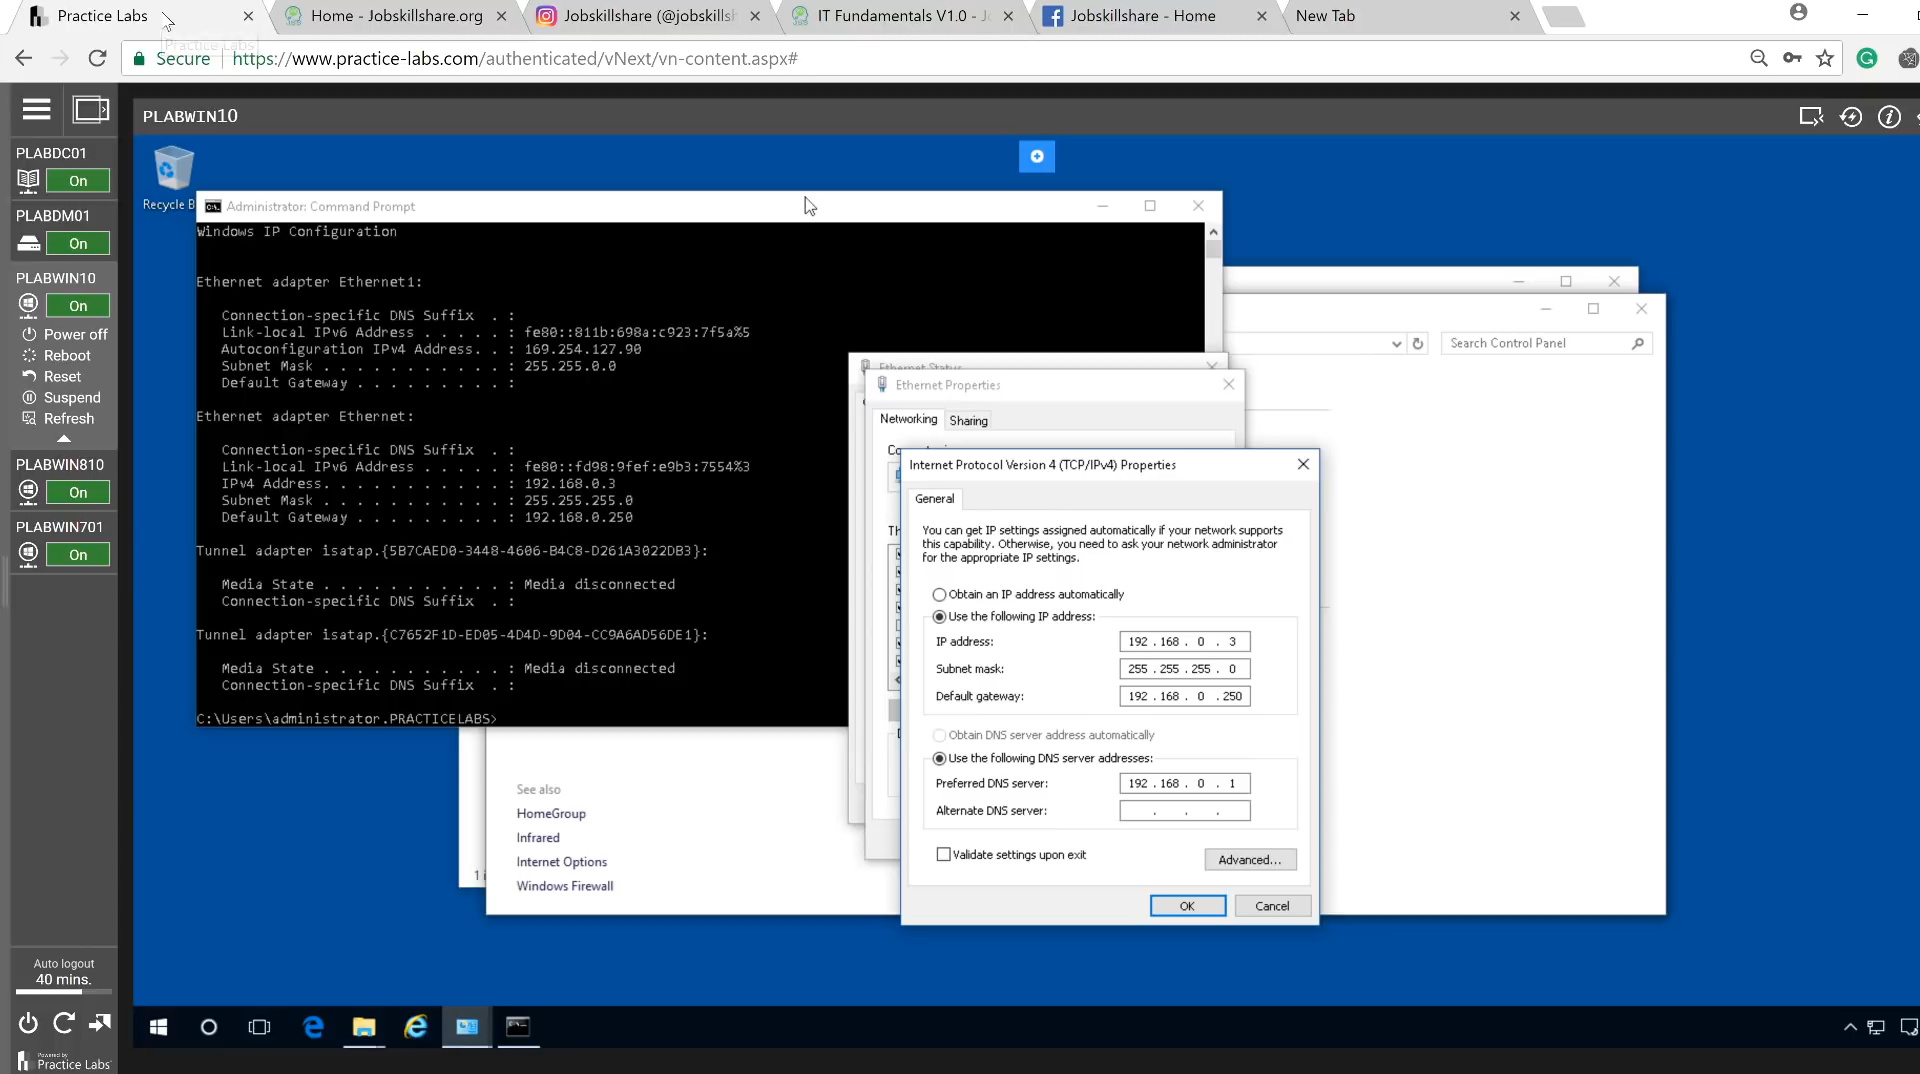 Practice Labs
Home - Jobskillshare.org
Jobskillshare (@jobskillsh
IT Fundamentals V1.0 - J
Jobskillshare - Home
New Tab
Practice Labs
Secure
https://www.practice-labs.com/authenticated/vNext/vn-content.aspx#
PLABWIN10
PLABDC01
On
PLABDM01
On
PLABWIN10
On
Power off
Reboot
Reset
Suspend
Refresh
PLABWIN810
On
PLABWIN701
On
Auto logout
40 mins.
Powered by
Practice Labs
Recycle B
Administrator: Command Prompt
Windows IP Configuration
Ethernet adapter Ethernet1:
Connection-specific DNS Suffix . :
Link-local IPv6 Address . . . . . : fe80::811b:698a:c923:7f5a%5
Autoconfiguration IPv4 Address. . : 169.254.127.90
Subnet Mask . . . . . . . . . . . : 255.255.0.0
Default Gateway . . . . . . . . . :
Ethernet adapter Ethernet:
Connection-specific DNS Suffix . :
Link-local IPv6 Address . . . . . : fe80::fd98:9fef:e9b3:7554%3
IPv4 Address. . . . . . . . . . . : 192.168.0.3
Subnet Mask . . . . . . . . . . . : 255.255.255.0
Default Gateway . . . . . . . . . : 192.168.0.250
Tunnel adapter isatap.{5B7CAED0-3448-4606-B4C8-D261A3022DB3}:
Media State . . . . . . . . . . . : Media disconnected
Connection-specific DNS Suffix . :
Tunnel adapter isatap.{C7652F1D-ED05-4D4D-9D04-CC9A6AD56DE1}:
Media State . . . . . . . . . . . : Media disconnected
Connection-specific DNS Suffix . :
C:\Users\administrator.PRACTICELABS>
Search Control Panel
See also
HomeGroup
Infrared
Internet Options
Windows Firewall
Ethernet Status
Ethernet Properties
Networking
Sharing
Internet Protocol Version 4 (TCP/IPv4) Properties
General
You can get IP settings assigned automatically if your network supports
this capability. Otherwise, you need to ask your network administrator
for the appropriate IP settings.
Obtain an IP address automatically
Use the following IP address:
IP address:
192 . 168 . 0 . 3
Subnet mask:
255 . 255 . 255 . 0
Default gateway:
192 . 168 . 0 . 250
Obtain DNS server address automatically
Use the following DNS server addresses:
Preferred DNS server:
192 . 168 . 0 . 1
Alternate DNS server:
. . .
Validate settings upon exit
Advanced...
OK
Cancel